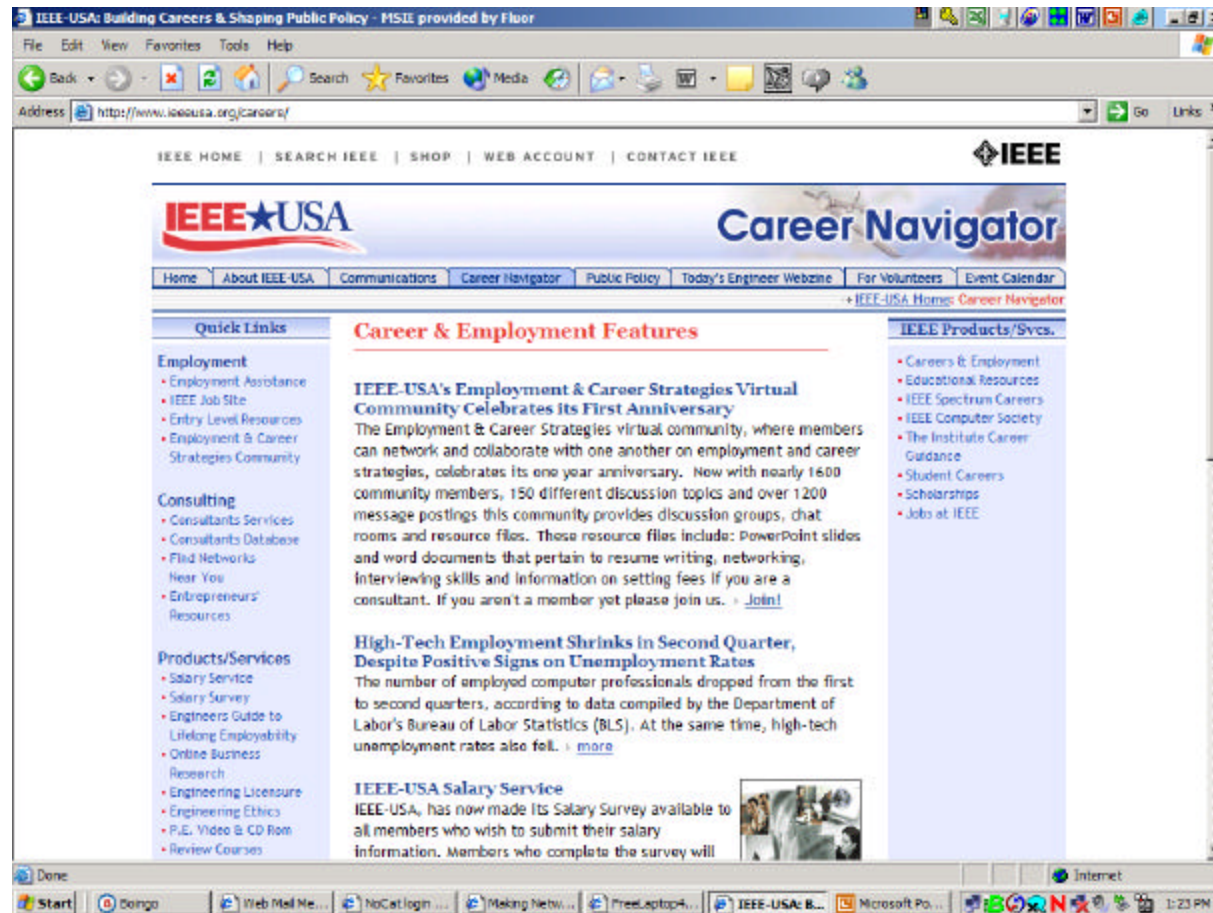 IEEE-USA: Building Careers & Shaping Public Policy - MSIE provided by Fluor
File Edit View Favorites Tools Help
Back Search Favorites Media
Address http://www.ieeeusa.org/careers/ Go Links
IEEE HOME | SEARCH IEEE | SHOP | WEB ACCOUNT | CONTACT IEEE
IEEE
IEEE★USA
Career Navigator
Home About IEEE-USA Communications Career Navigator Public Policy Today's Engineer Webzine For Volunteers Event Calendar
IEEE-USA Home: Career Navigator
Quick Links
Employment
• Employment Assistance
• IEEE Job Site
• Entry Level Resources
• Employment & Career
Strategies Community
Consulting
• Consultants Services
• Consultants Database
• Find Networks
Near You
• Entrepreneurs'
Resources
Products/Services
• Salary Service
• Salary Survey
• Engineers Guide to
Lifelong Employability
• Online Business
Research
• Engineering Licensure
• Engineering Ethics
• P.E. Video & CD Rom
• Review Courses
Career & Employment Features
IEEE-USA's Employment & Career Strategies Virtual
Community Celebrates its First Anniversary
The Employment & Career Strategies virtual community, where members
can network and collaborate with one another on employment and career
strategies, celebrates its one year anniversary. Now with nearly 1600
community members, 150 different discussion topics and over 1200
message postings this community provides discussion groups, chat
rooms and resource files. These resource files include: PowerPoint slides
and word documents that pertain to resume writing, networking,
interviewing skills and information on setting fees if you are a
consultant. If you aren't a member yet please join us. Join!
High-Tech Employment Shrinks in Second Quarter,
Despite Positive Signs on Unemployment Rates
The number of employed computer professionals dropped from the first
to second quarters, according to data compiled by the Department of
Labor's Bureau of Labor Statistics (BLS). At the same time, high-tech
unemployment rates also fell. more
IEEE-USA Salary Service
IEEE-USA, has now made its Salary Survey available to
all members who wish to submit their salary
information. Members who complete the survey will
IEEE Products/Svcs.
• Careers & Employment
• Educational Resources
• IEEE Spectrum Careers
• IEEE Computer Society
• The Institute Career
Guidance
• Student Careers
• Scholarships
• Jobs at IEEE
Done Internet
Start Boingo Web Mail Me... NoCat login ... Making Netw... FreeLaptop4... IEEE-USA: B... Microsoft Po... 1:23 PM